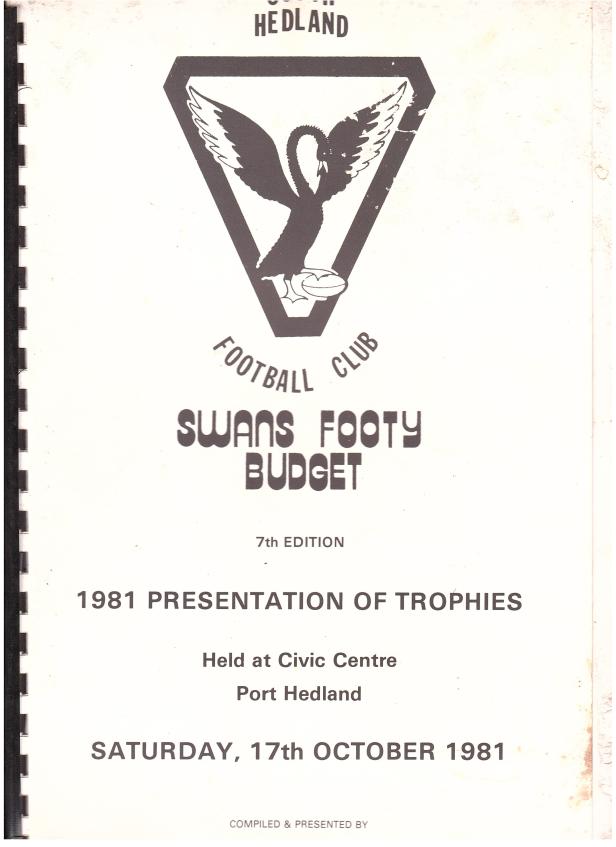 HEDLAND
FOOTBALL CLUB
SWANS FOOTY
BUDGET
7th EDITION
1981 PRESENTATION OF TROPHIES
Held at Civic Centre
Port Hedland
SATURDAY, 17th OCTOBER 1981
COMPILED & PRESENTED BY